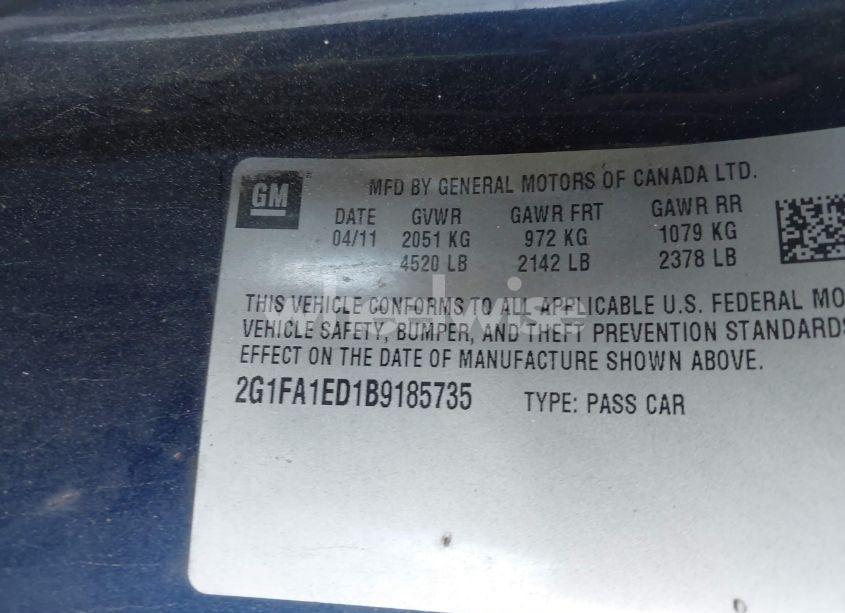 GM
MFD BY GENERAL MOTORS OF CANADA LTD.
DATE GVWR GAWR FRT GAWR RR
04/11 2051 KG 972 KG 1079 KG
4520 LB 2142 LB 2378 LB
THIS VEHICLE CONFORMS TO ALL APPLICABLE U.S. FEDERAL MO
VEHICLE SAFETY, BUMPER, AND THEFT PREVENTION STANDARDS
EFFECT ON THE DATE OF MANUFACTURE SHOWN ABOVE.
2G1FA1ED1B9185735 TYPE: PASS CAR
wheelwise